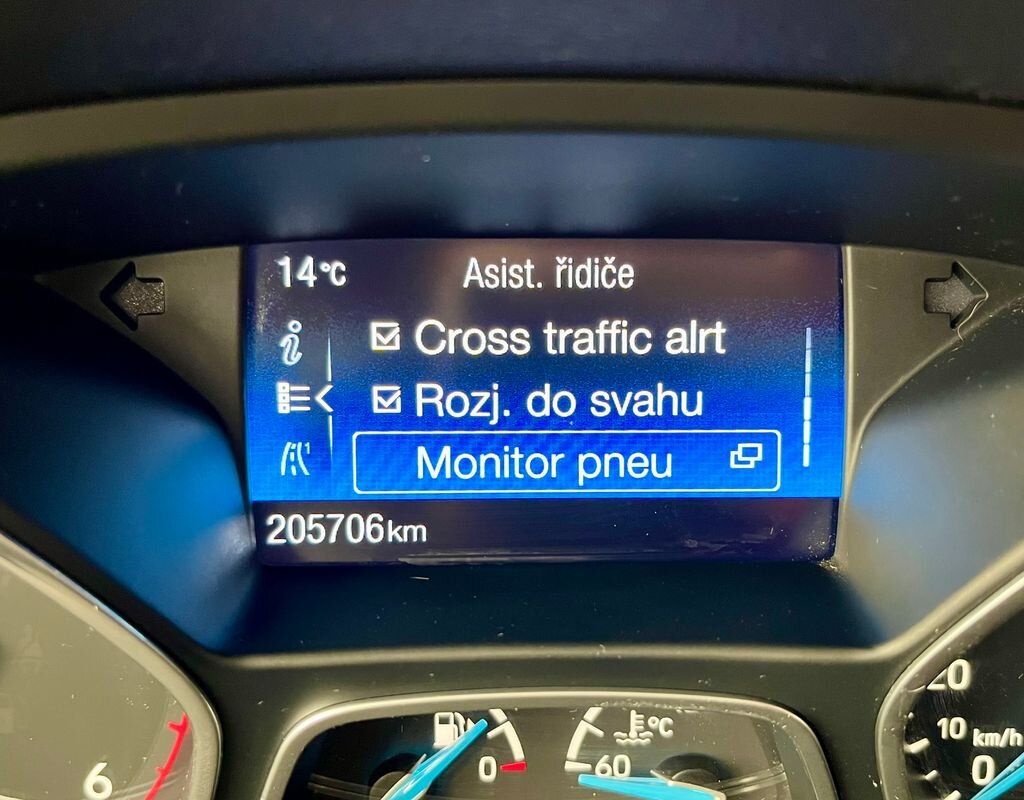 14°C
Asist. řidiče
Cross traffic alrt
Rozj. do svahu
1
Monitor pneu
205706km
6
0
°C
60
20
10
km/h
0